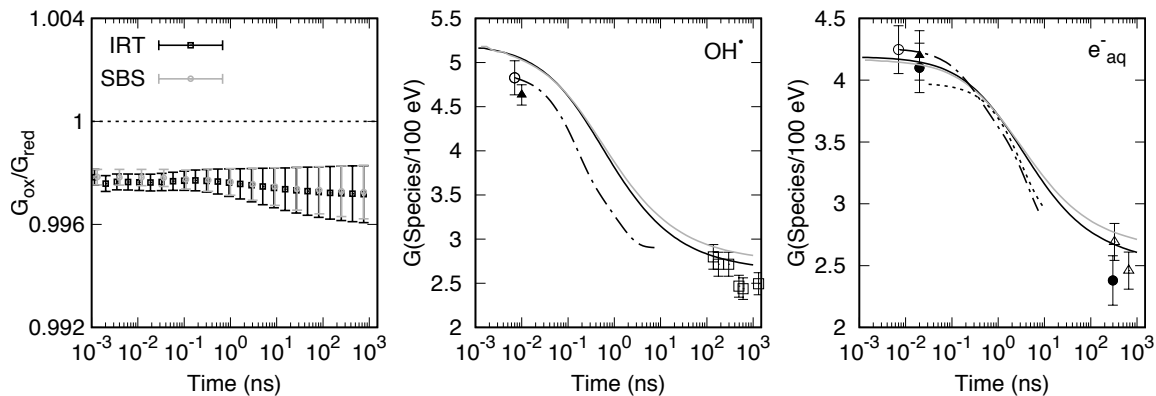 1.004
1
0.996
0.992
G_ox/G_red
IRT
SBS
10^-3 10^-2 10^-1 10^0 10^1 10^2 10^3
Time (ns)
5.5
5
4.5
4
3.5
3
2.5
2
G(Species/100 eV)
OH•
10^-3 10^-2 10^-1 10^0 10^1 10^2 10^3
Time (ns)
4.5
4
3.5
3
2.5
2
G(Species/100 eV)
e^-_aq
10^-3 10^-2 10^-1 10^0 10^1 10^2 10^3
Time (ns)